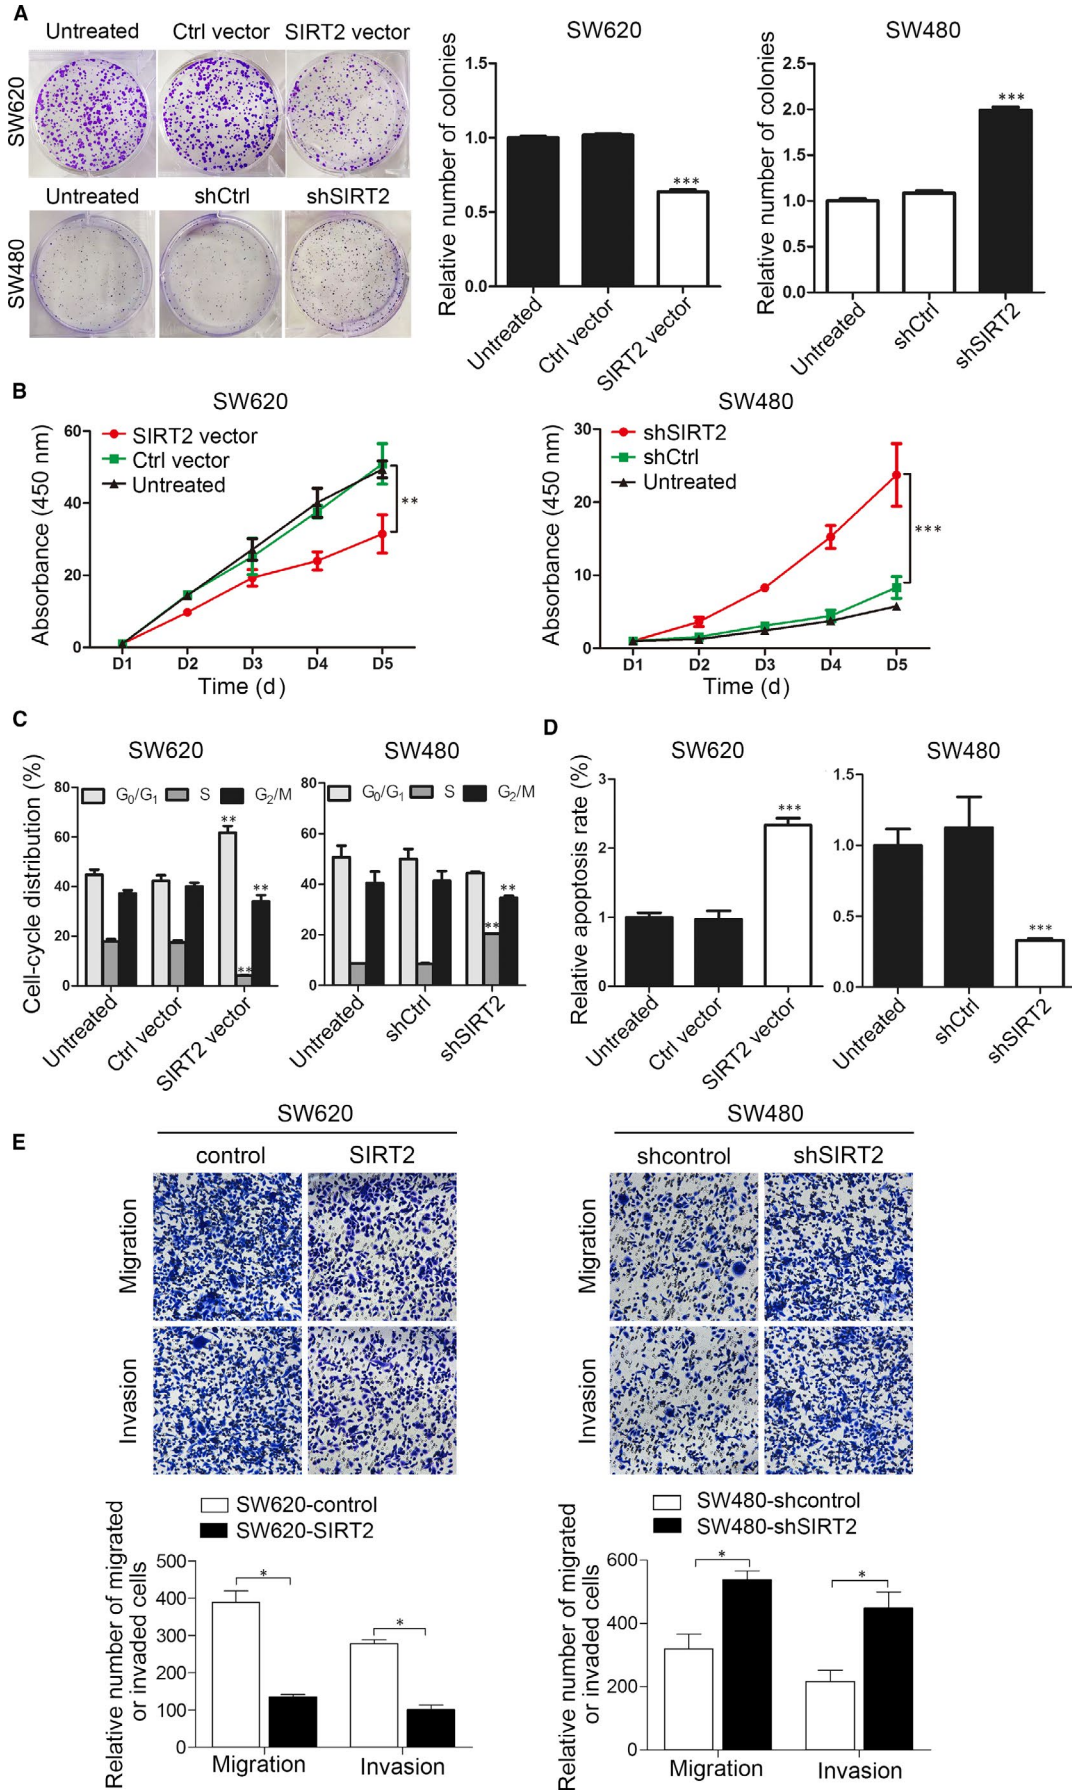 A
Untreated Ctrl vector SIRT2 vector
SW620
Untreated shCtrl shSIRT2
SW480
SW620
Relative number of colonies
1.5
1.0
0.5
0.0
***
Untreated
Ctrl vector
SIRT2 vector
SW480
Relative number of colonies
2.5
2.0
1.5
1.0
0.5
0.0
***
Untreated
shCtrl
shSIRT2
B
SW620
Absorbance (450 nm)
60
40
20
0
SIRT2 vector
Ctrl vector
Untreated
**
D1 D2 D3 D4 D5
Time (d)
SW480
Absorbance (450 nm)
30
20
10
0
shSIRT2
shCtrl
Untreated
***
D1 D2 D3 D4 D5
Time (d)
C
SW620
Cell-cycle distribution (%)
80
60
40
20
0
G₀/G₁ S G₂/M
**
**
**
Untreated
Ctrl vector
SIRT2 vector
SW480
80
60
40
20
0
G₀/G₁ S G₂/M
**
**
Untreated
shCtrl
shSIRT2
D
SW620
Relative apoptosis rate (%)
3
2
1
0
***
Untreated
Ctrl vector
SIRT2 vector
SW480
1.5
1.0
0.5
0.0
***
Untreated
shCtrl
shSIRT2
E
SW620
control SIRT2
Migration
Invasion
SW480
shcontrol shSIRT2
Migration
Invasion
SW620-control
SW620-SIRT2
Relative number of migrated
or invaded cells
500
400
300
200
100
0
*
*
Migration Invasion
SW480-shcontrol
SW480-shSIRT2
Relative number of migrated
or invaded cells
600
400
200
0
*
*
Migration Invasion